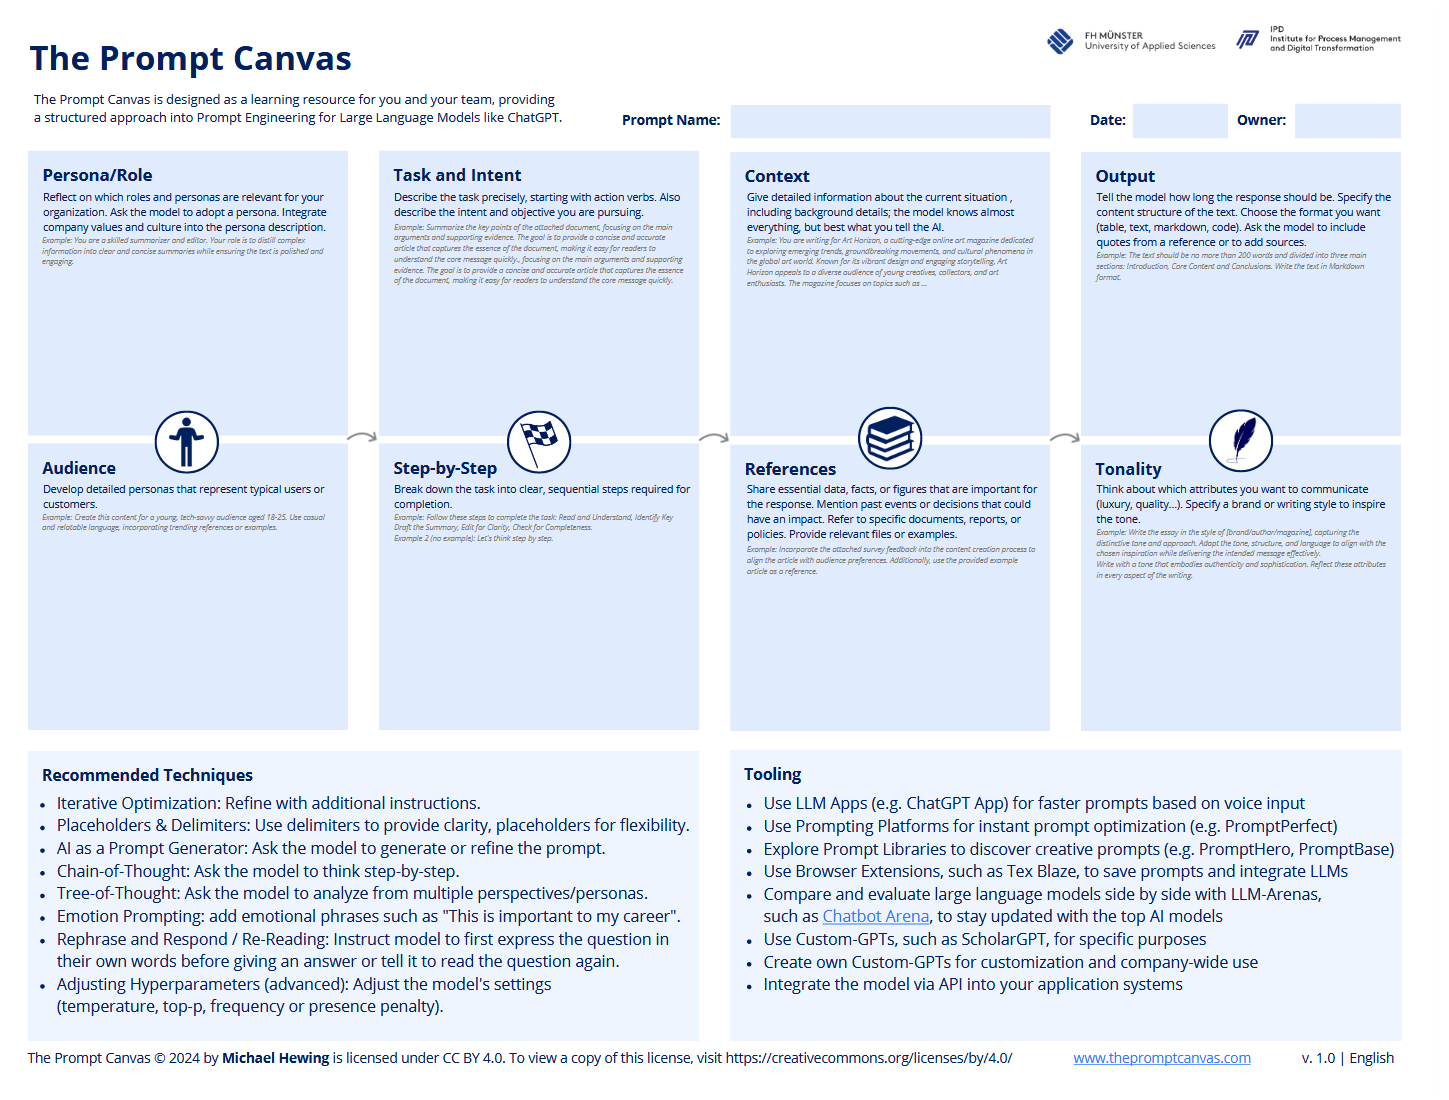 The Prompt Canvas
FH MÜNSTER
University of Applied Sciences
IPD
Institute for Process Management
and Digital Transformation
The Prompt Canvas is designed as a learning resource for you and your team, providing
a structured approach into Prompt Engineering for Large Language Models like ChatGPT.
Prompt Name:
Date:
Owner:
Persona/Role
Reflect on which roles and personas are relevant for your
organization. Ask the model to adopt a persona. Integrate
company values and culture into the persona description.
Example: You are a skilled summarizer and editor. Your role is to distill complex
information into clear and concise summaries while ensuring the text is polished and
engaging.
Task and Intent
Describe the task precisely, starting with action verbs. Also
describe the intent and objective you are pursuing.
Example: Summarize the key points of the attached document, focusing on the main
arguments and supporting evidence. The goal is to provide a concise and accurate
article that captures the essence of the document, making it easy for readers to
understand the core message quickly., focusing on the main arguments and supporting
evidence. The goal is to provide a concise and accurate article that captures the essence
of the document, making it easy for readers to understand the core message quickly.
Context
Give detailed information about the current situation ,
including background details; the model knows almost
everything, but best what you tell the AI.
Example: You are writing for Art Horizon, a cutting-edge online art magazine dedicated
to exploring emerging trends, groundbreaking movements, and cultural phenomena in
the global art world. Known for its vibrant design and engaging storytelling, Art
Horizon appeals to a diverse audience of young creatives, collectors, and art
enthusiasts. The magazine focuses on topics such as ...
Output
Tell the model how long the response should be. Specify the
content structure of the text. Choose the format you want
(table, text, markdown, code). Ask the model to include
quotes from a reference or to add sources.
Example: The text should be no more than 200 words and divided into three main
sections: Introduction, Core Content and Conclusions. Write the text in Markdown
format.
Audience
Develop detailed personas that represent typical users or
customers.
Example: Create this content for a young, tech-savvy audience aged 18-25. Use casual
and relatable language, incorporating trending references or examples.
Step-by-Step
Break down the task into clear, sequential steps required for
completion.
Example: Follow these steps to complete the task: Read and Understand, Identify Key
Draft the Summary, Edit for Clarity, Check for Completeness.
Example 2 (no example): Let's think step by step.
References
Share essential data, facts, or figures that are important for
the response. Mention past events or decisions that could
have an impact. Refer to specific documents, reports, or
policies. Provide relevant files or examples.
Example: Incorporate the attached survey feedback into the content creation process to
align the article with audience preferences. Additionally, use the provided example
article as a reference.
Tonality
Think about which attributes you want to communicate
(luxury, quality...). Specify a brand or writing style to inspire
the tone.
Example: Write the essay in the style of [brand/author/magazine], capturing the
distinctive tone and approach. Adapt the tone, structure, and language to align with the
chosen inspiration while delivering the intended message effectively.
Write with a tone that embodies authenticity and sophistication. Reflect these attributes
in every aspect of the writing.
Recommended Techniques
• Iterative Optimization: Refine with additional instructions.
• Placeholders & Delimiters: Use delimiters to provide clarity, placeholders for flexibility.
• AI as a Prompt Generator: Ask the model to generate or refine the prompt.
• Chain-of-Thought: Ask the model to think step-by-step.
• Tree-of-Thought: Ask the model to analyze from multiple perspectives/personas.
• Emotion Prompting: add emotional phrases such as "This is important to my career".
• Rephrase and Respond / Re-Reading: Instruct model to first express the question in
their own words before giving an answer or tell it to read the question again.
• Adjusting Hyperparameters (advanced): Adjust the model's settings
(temperature, top-p, frequency or presence penalty).
Tooling
• Use LLM Apps (e.g. ChatGPT App) for faster prompts based on voice input
• Use Prompting Platforms for instant prompt optimization (e.g. PromptPerfect)
• Explore Prompt Libraries to discover creative prompts (e.g. PromptHero, PromptBase)
• Use Browser Extensions, such as Tex Blaze, to save prompts and integrate LLMs
• Compare and evaluate large language models side by side with LLM-Arenas,
such as Chatbot Arena, to stay updated with the top AI models
• Use Custom-GPTs, such as ScholarGPT, for specific purposes
• Create own Custom-GPTs for customization and company-wide use
• Integrate the model via API into your application systems
The Prompt Canvas © 2024 by Michael Hewing is licensed under CC BY 4.0. To view a copy of this license, visit https://creativecommons.org/licenses/by/4.0/
www.thepromptcanvas.com
v. 1.0 | English